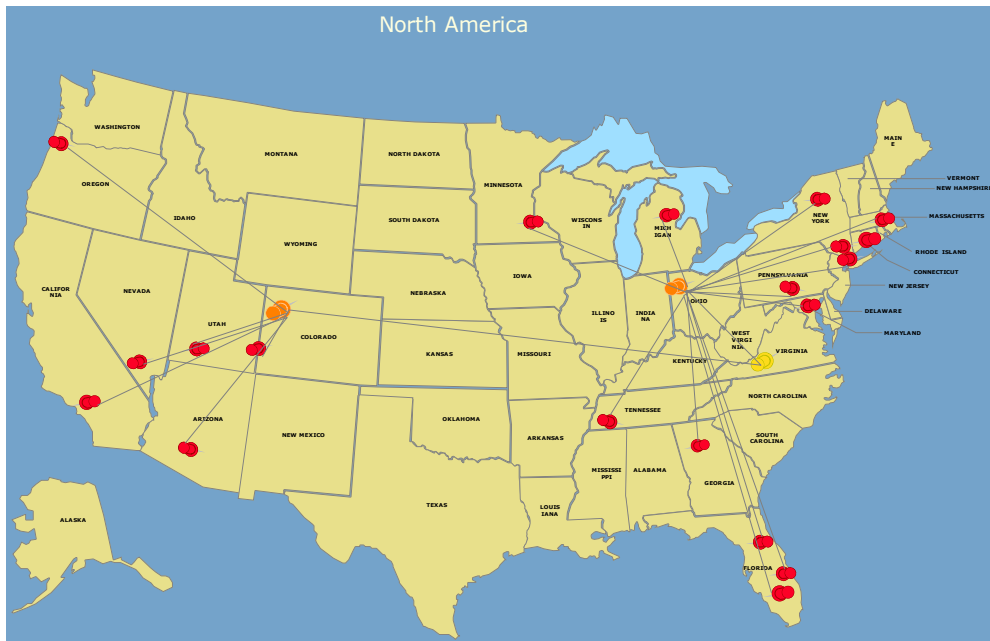 North America
WASHINGTON
MAIN
E
MONTANA
NORTH DAKOTA
MINNESOTA
VERMONT
OREGON
NEW HAMPSHIRE
IDAHO
SOUTH DAKOTA
WISCONS
IN
MICH
IGAN
NEW
YORK
MASSACHUSETTS
WYOMING
RHODE ISLAND
IOWA
PENNSYLVANIA
CONNECTICUT
CALIFOR
NIA
NEVADA
NEBRASKA
NEW JERSEY
OHIO
UTAH
ILLINO
IS
INDIA
NA
DELAWARE
COLORADO
WEST
VIRGI
NIA
MARYLAND
KANSAS
MISSOURI
KENTUCKY
VIRGINIA
NORTH CAROLINA
ARIZONA
OKLAHOMA
TENNESSEE
NEW MEXICO
ARKANSAS
SOUTH
CAROLINA
MISSISSI
PPI
ALABAMA
GEORGIA
TEXAS
LOUIS
IANA
ALASKA
FLORIDA